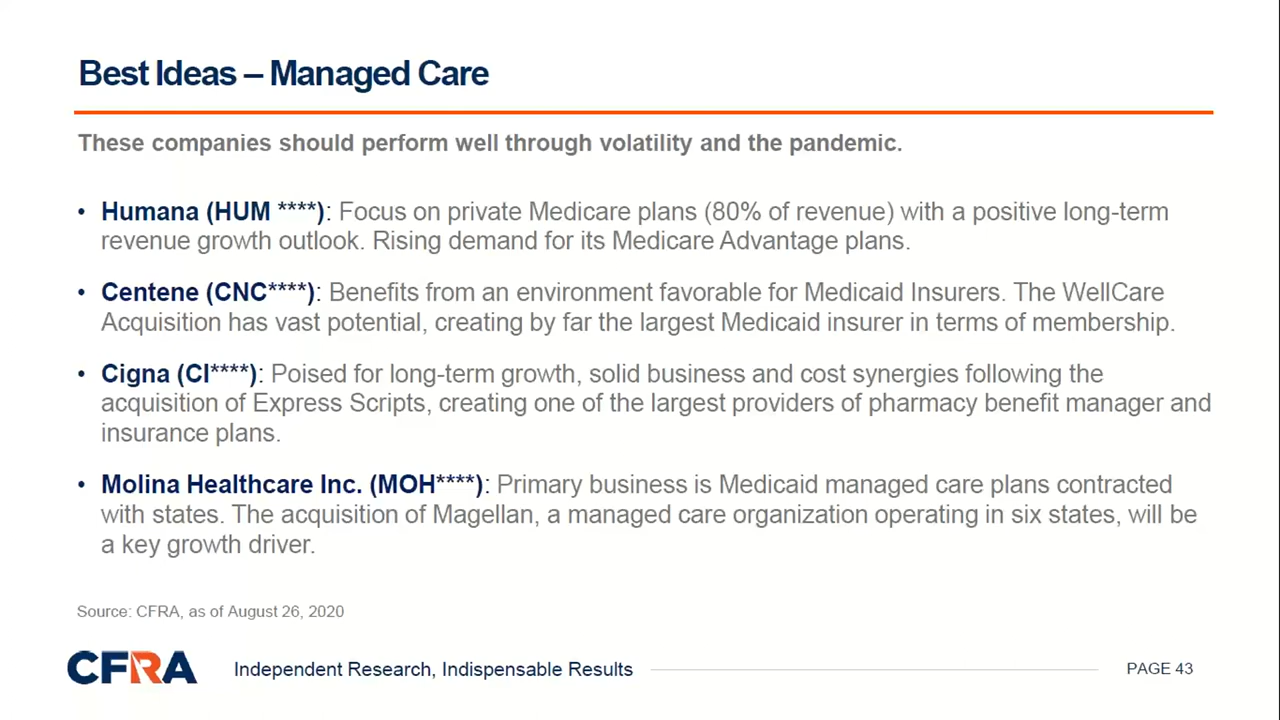 Best Ideas – Managed Care
These companies should perform well through volatility and the pandemic.
• Humana (HUM ****): Focus on private Medicare plans (80% of revenue) with a positive long-term
revenue growth outlook. Rising demand for its Medicare Advantage plans.
• Centene (CNC****): Benefits from an environment favorable for Medicaid Insurers. The WellCare
Acquisition has vast potential, creating by far the largest Medicaid insurer in terms of membership.
• Cigna (CI****): Poised for long-term growth, solid business and cost synergies following the
acquisition of Express Scripts, creating one of the largest providers of pharmacy benefit manager and
insurance plans.
• Molina Healthcare Inc. (MOH****): Primary business is Medicaid managed care plans contracted
with states. The acquisition of Magellan, a managed care organization operating in six states, will be
a key growth driver.
Source: CFRA, as of August 26, 2020
CFRA Independent Research, Indispensable Results PAGE 43